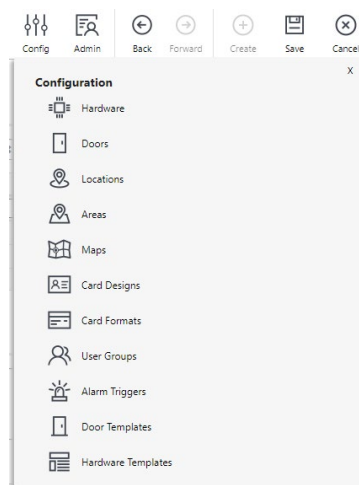 Config Admin Back Forward Create Save Cancel
x
Configuration
Hardware
Doors
Locations
Areas
Maps
Card Designs
Card Formats
User Groups
Alarm Triggers
Door Templates
Hardware Templates